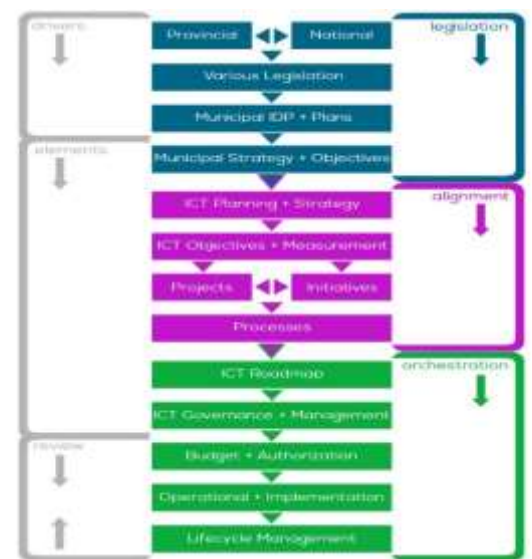 drivers
legislation
Provincial
National
Various Legislation
Municipal IDP + Plans
elements
Municipal Strategy + Objectives
ICT Planning + Strategy
alignment
ICT Objectives + Measurement
Projects
Initiatives
Processes
ICT Roadmap
orchestration
ICT Governance + Management
review
Budget + Authorization
Operational + Implementation
Lifecycle Management